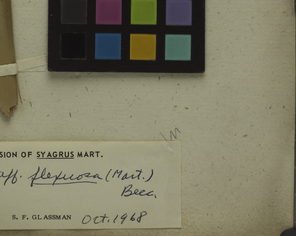 SION OF SYAGRUS MART.
aff. flexuosa (Mart.)
Becc.
S. F. GLASSMAN Oct. 1968